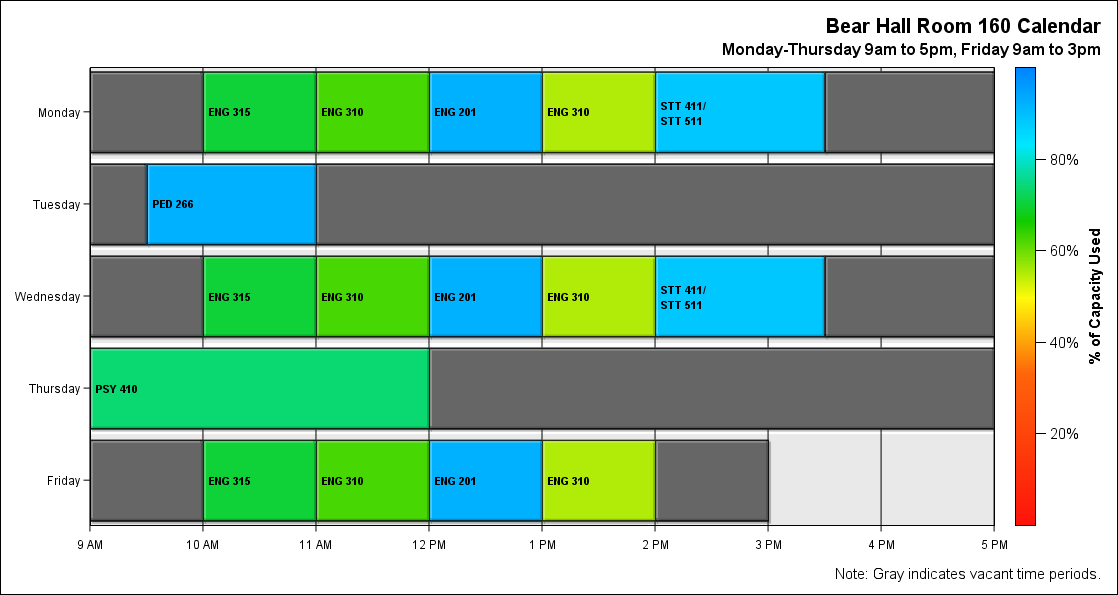 Bear Hall Room 160 Calendar
Monday-Thursday 9am to 5pm, Friday 9am to 3pm
Monday
ENG 315
ENG 310
ENG 201
ENG 310
STT 411/
STT 511
Tuesday
PED 266
Wednesday
ENG 315
ENG 310
ENG 201
ENG 310
STT 411/
STT 511
Thursday
PSY 410
Friday
ENG 315
ENG 310
ENG 201
ENG 310
9 AM
10 AM
11 AM
12 PM
1 PM
2 PM
3 PM
4 PM
5 PM
80%
60%
40%
20%
% of Capacity Used
Note: Gray indicates vacant time periods.